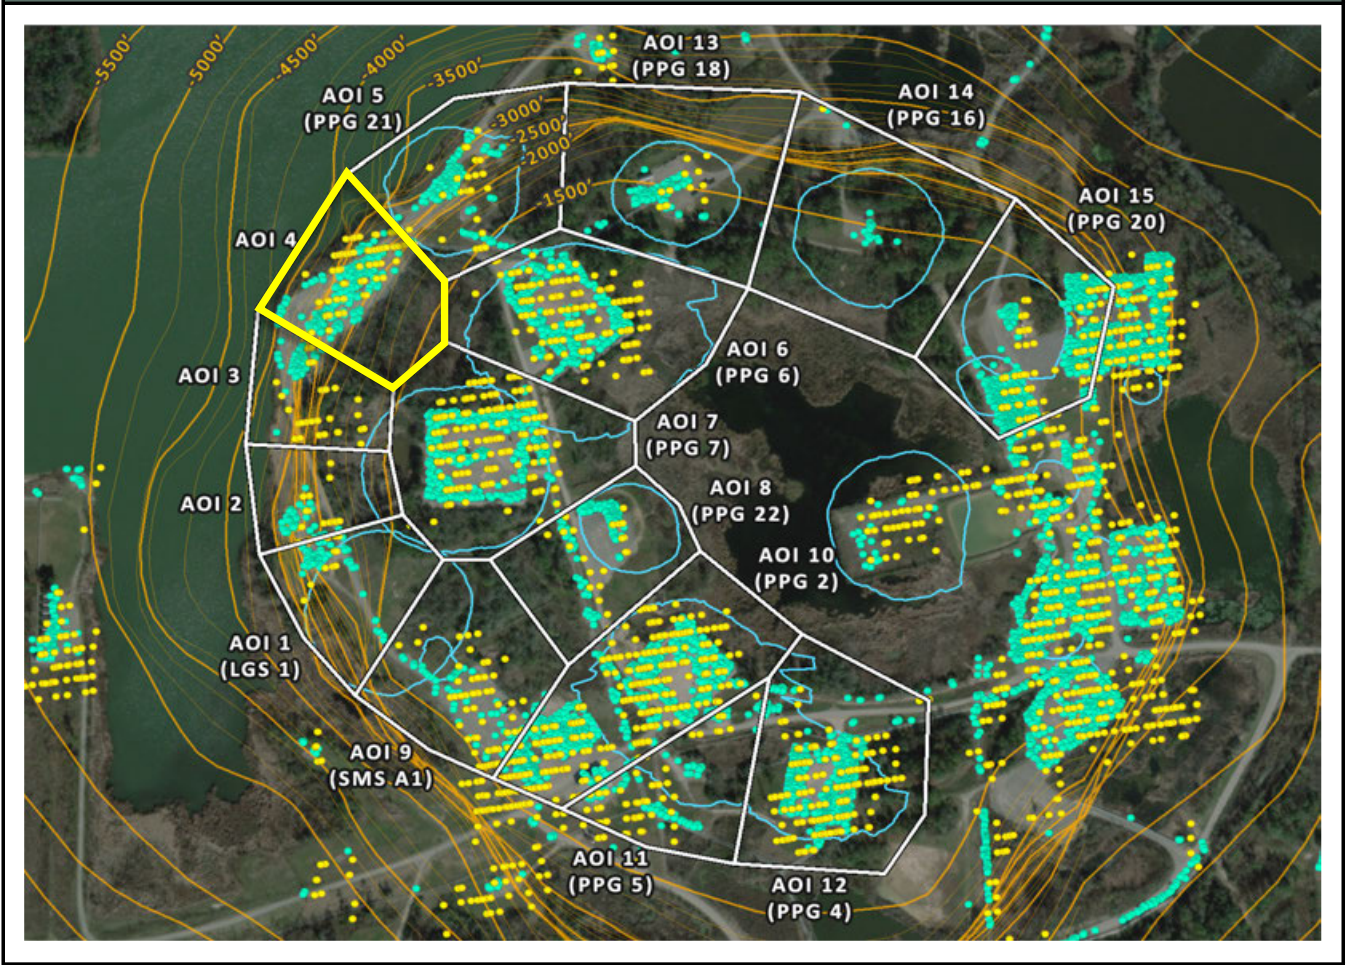 -5500'
-5000'
-4500'
-4000'
-3500'
-3000'
-2500'
-2000'
-1500'
AOI 13
(PPG 18)
AOI 14
(PPG 16)
AOI 5
(PPG 21)
AOI 15
(PPG 20)
AOI 4
AOI 6
(PPG 6)
AOI 3
AOI 7
(PPG 7)
AOI 2
AOI 8
(PPG 22)
AOI 10
(PPG 2)
AOI 1
(LGS 1)
AOI 9
(SMS A1)
AOI 11
(PPG 5)
AOI 12
(PPG 4)